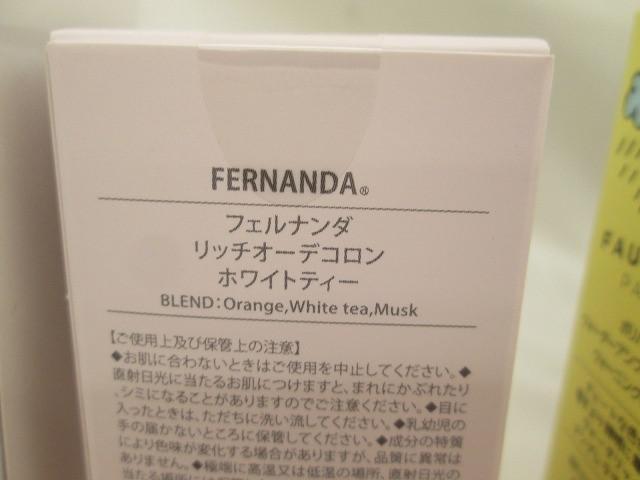 FERNANDA®
フェルナンダ
リッチオーデコロン
ホワイトティー
BLEND:Orange,White tea,Musk
【ご使用上及び保管上の注意】
◆お肌に合わないときはご使用を中止してください。◆
直射日光に当たるお肌につけますと、まれにかぶれたり
、シミになることがありますのでご注意ください。◆目に
入ったときは、ただちに洗い流してください。◆乳幼児の
手の届かないところに保管してください。◆成分の特質
により色味が変化する場合がありますが、品質に異常は
ありません。◆極端に高温又は低温の場所、直射日光の
当たる場所には
FAU